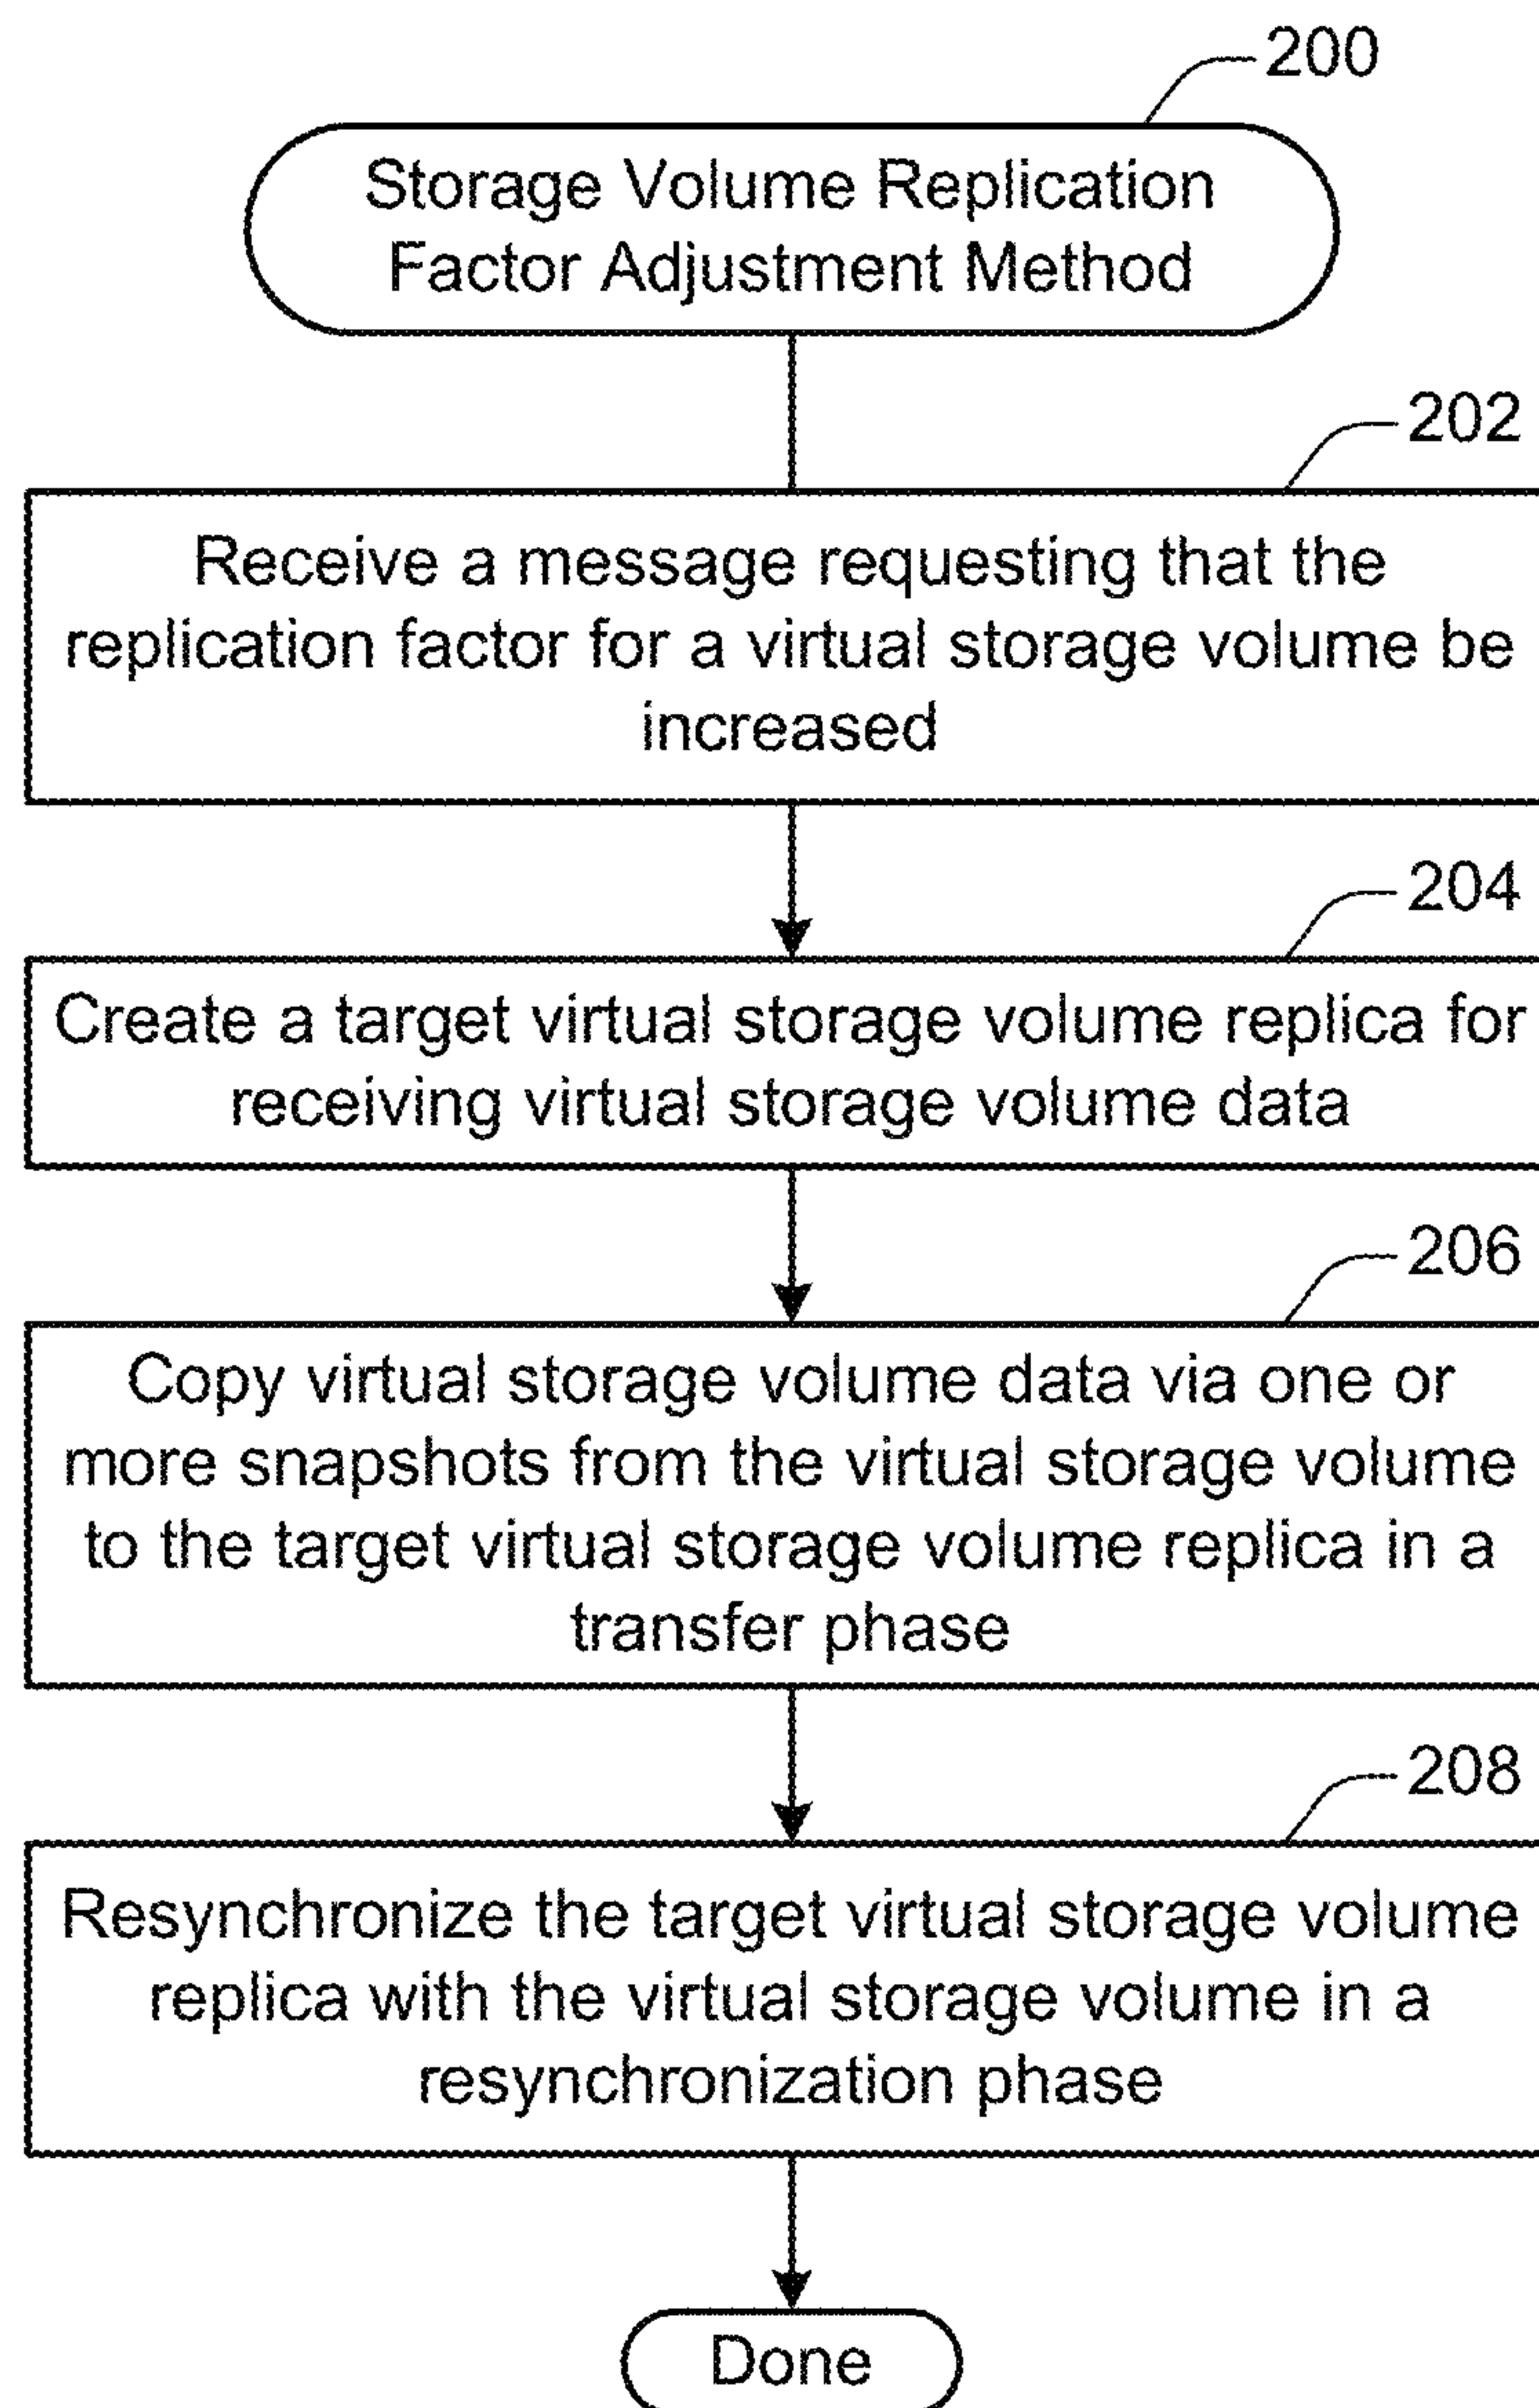 200
Storage Volume Replication
Factor Adjustment Method
202
Receive a message requesting that the
replication factor for a virtual storage volume be
increased
204
Create a target virtual storage volume replica for
receiving virtual storage volume data
206
Copy virtual storage volume data via one or
more snapshots from the virtual storage volume
to the target virtual storage volume replica in a
transfer phase
208
Resynchronize the target virtual storage volume
replica with the virtual storage volume in a
resynchronization phase
Done